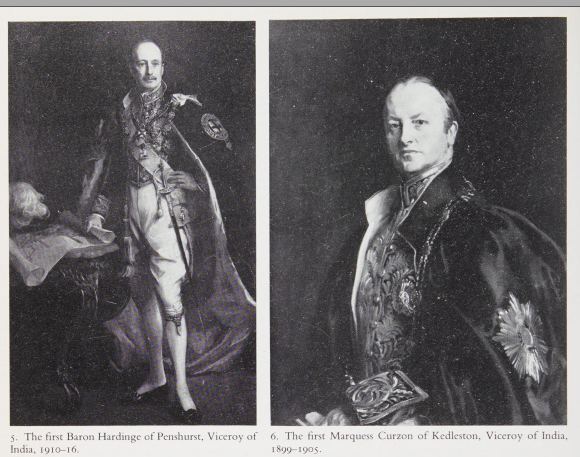 5. The first Baron Hardinge of Penshurst, Viceroy of
India, 1910–16.
6. The first Marquess Curzon of Kedleston, Viceroy of India,
1899–1905.